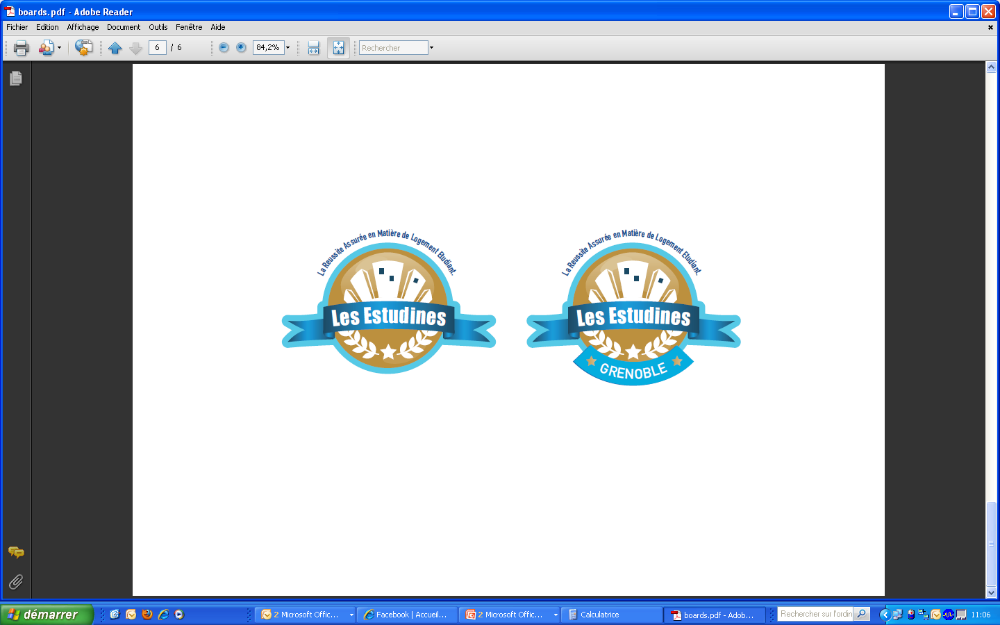 boards.pdf - Adobe Reader
Fichier Edition Affichage Document Outils Fenêtre Aide
6 / 6 84,2% Rechercher
La Reussite Assurée en Matière de Logement Etudiant.
Les Estudines
La Reussite Assurée en Matière de Logement Etudiant.
Les Estudines
GRENOBLE
démarrer 2 Microsoft Offic... Facebook | Accueil... 2 Microsoft Offic... Calculatrice boards.pdf - Adob... Rechercher sur l'ordin 11:06